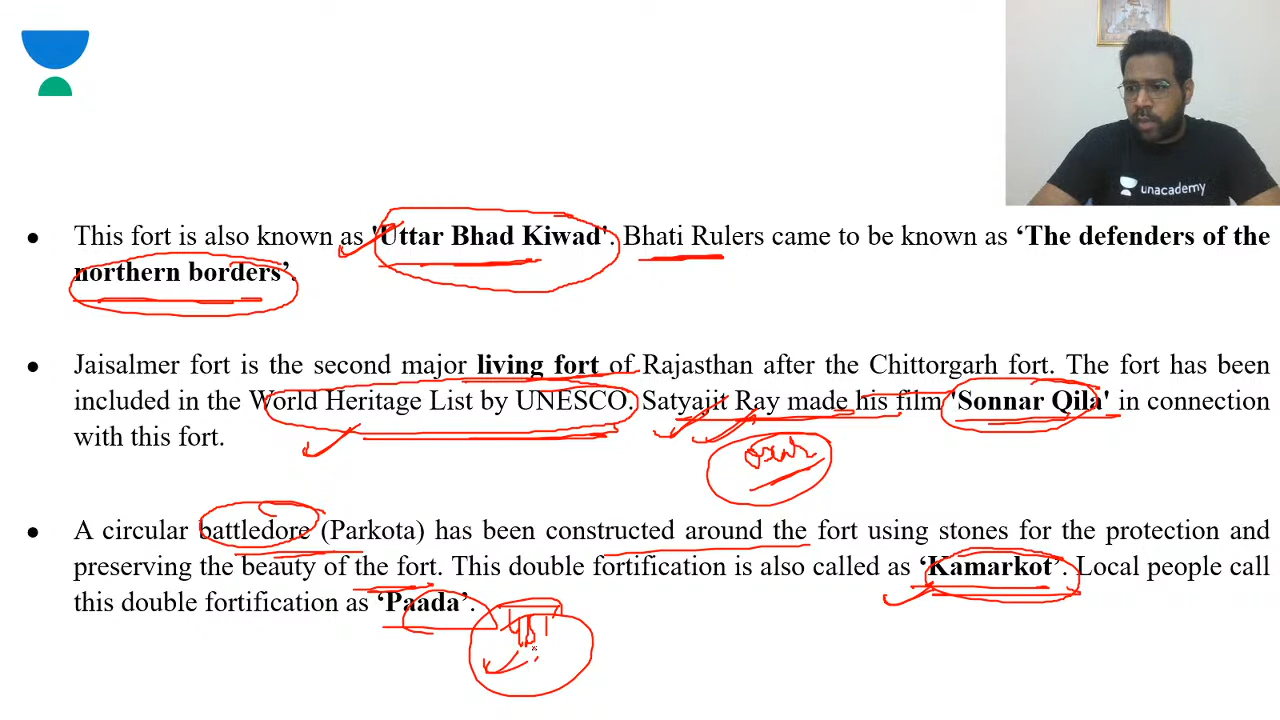 unacademy
● This fort is also known as 'Uttar Bhad Kiwad'. Bhati Rulers came to be known as ‘The defenders of the
northern borders’.
● Jaisalmer fort is the second major living fort of Rajasthan after the Chittorgarh fort. The fort has been
included in the World Heritage List by UNESCO. Satyajit Ray made his film 'Sonnar Qila' in connection
with this fort.
● A circular battledore (Parkota) has been constructed around the fort using stones for the protection and
preserving the beauty of the fort. This double fortification is also called as ‘Kamarkot’. Local people call
this double fortification as ‘Paada’.